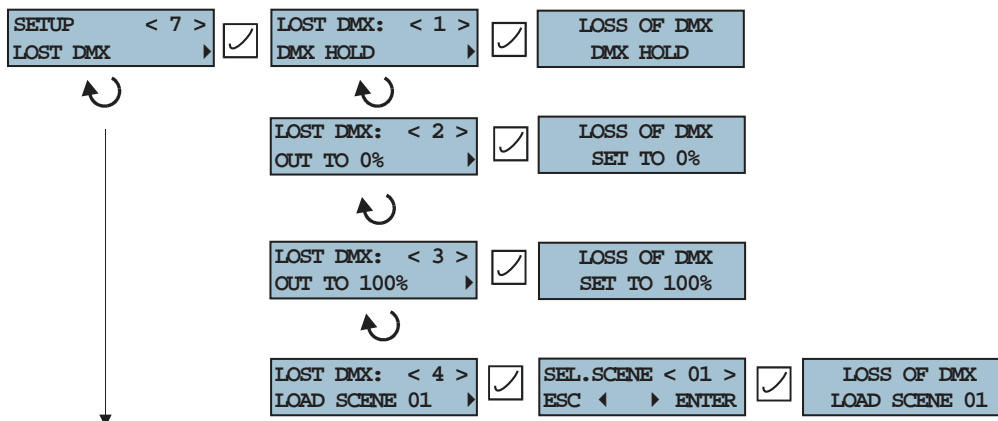 SETUP < 7 >
LOST DMX
LOST DMX: < 1 >
DMX HOLD
LOSS OF DMX
DMX HOLD
LOST DMX: < 2 >
OUT TO 0%
LOSS OF DMX
SET TO 0%
LOST DMX: < 3 >
OUT TO 100%
LOSS OF DMX
SET TO 100%
LOST DMX: < 4 >
LOAD SCENE 01
SEL.SCENE < 01 >
ESC ENTER
LOSS OF DMX
LOAD SCENE 01